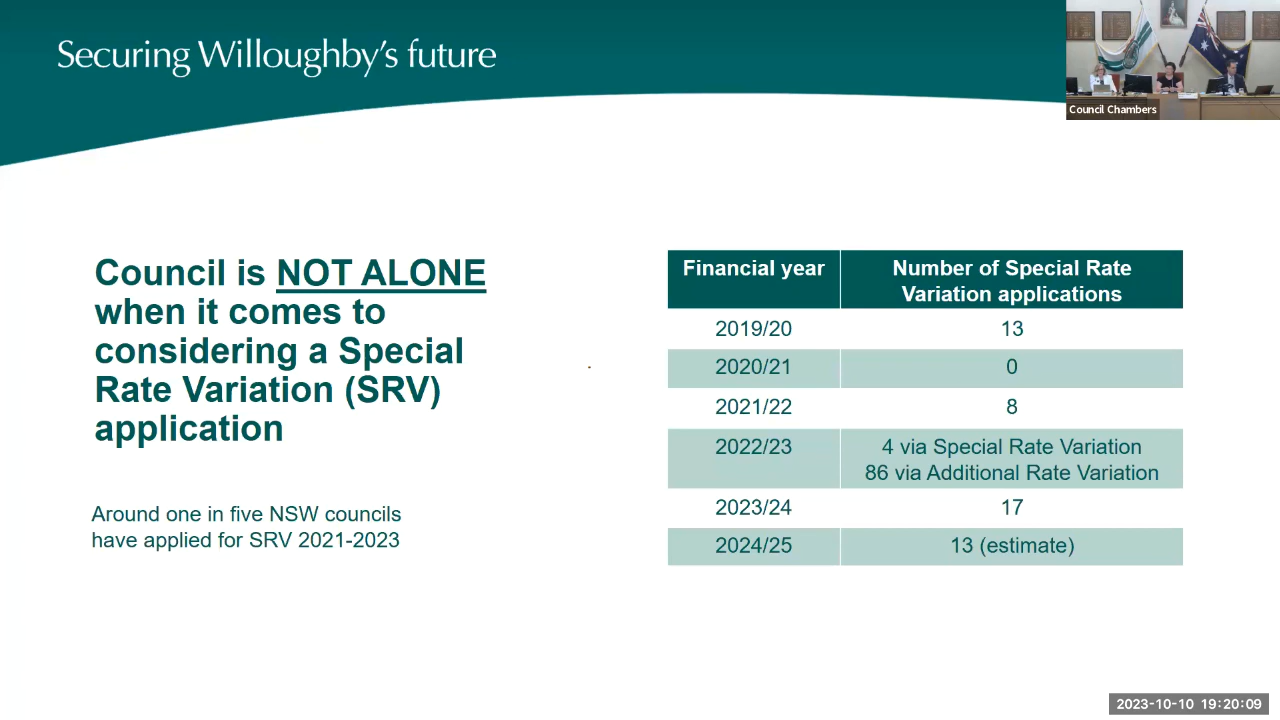 Securing Willoughby's future
Council Chambers
Council is NOT ALONE
when it comes to
considering a Special
Rate Variation (SRV)
application
Around one in five NSW councils
have applied for SRV 2021-2023
Financial year
Number of Special Rate
Variation applications
2019/20
13
2020/21
0
2021/22
8
2022/23
4 via Special Rate Variation
86 via Additional Rate Variation
2023/24
17
2024/25
13 (estimate)
2023-10-10 19:20:09